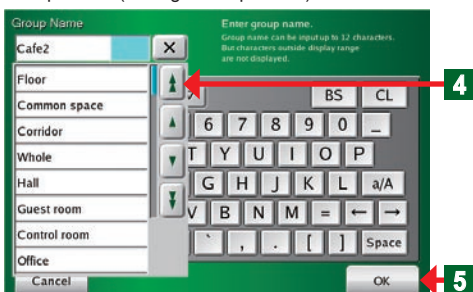 Group Name
Enter group name.
Group name can be input up to 12 characters.
But characters outside display range
are not displayed.
Cafe2
Floor
Common space
Corridor
Whole
Hall
Guest room
Control room
Office
BS CL
6 7 8 9 0 _
T Y U I O P
G H J K L a/A
V B N M = ← →
` , . [ ] Space
Cancel
OK
4
5